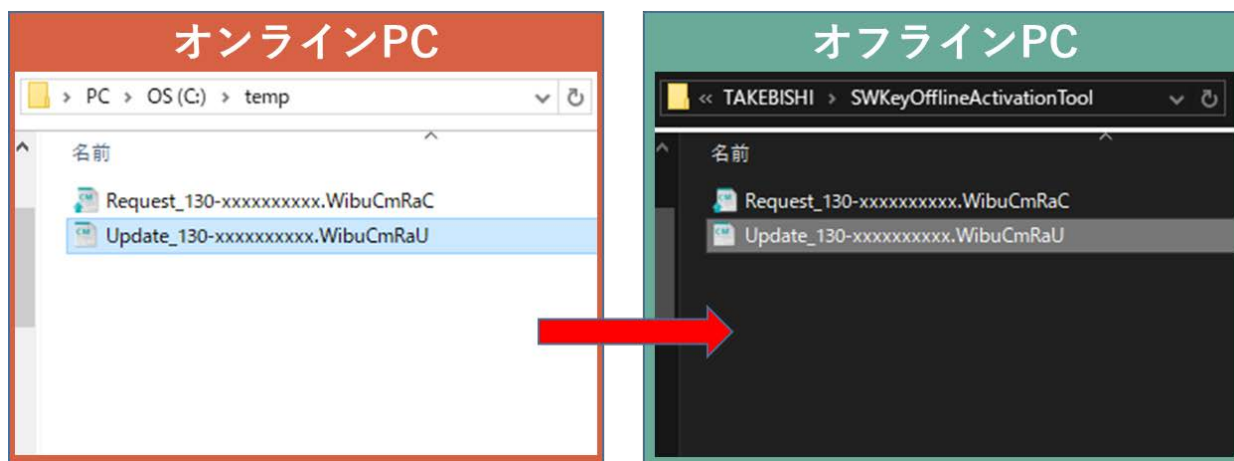 オンラインPC
PC > OS (C:) > temp
名前
Request_130-xxxxxxxxxx.WibuCmRaC
Update_130-xxxxxxxxxx.WibuCmRaU
オフラインPC
« TAKEBISHI > SWKeyOfflineActivationTool
名前
Request_130-xxxxxxxxxx.WibuCmRaC
Update_130-xxxxxxxxxx.WibuCmRaU